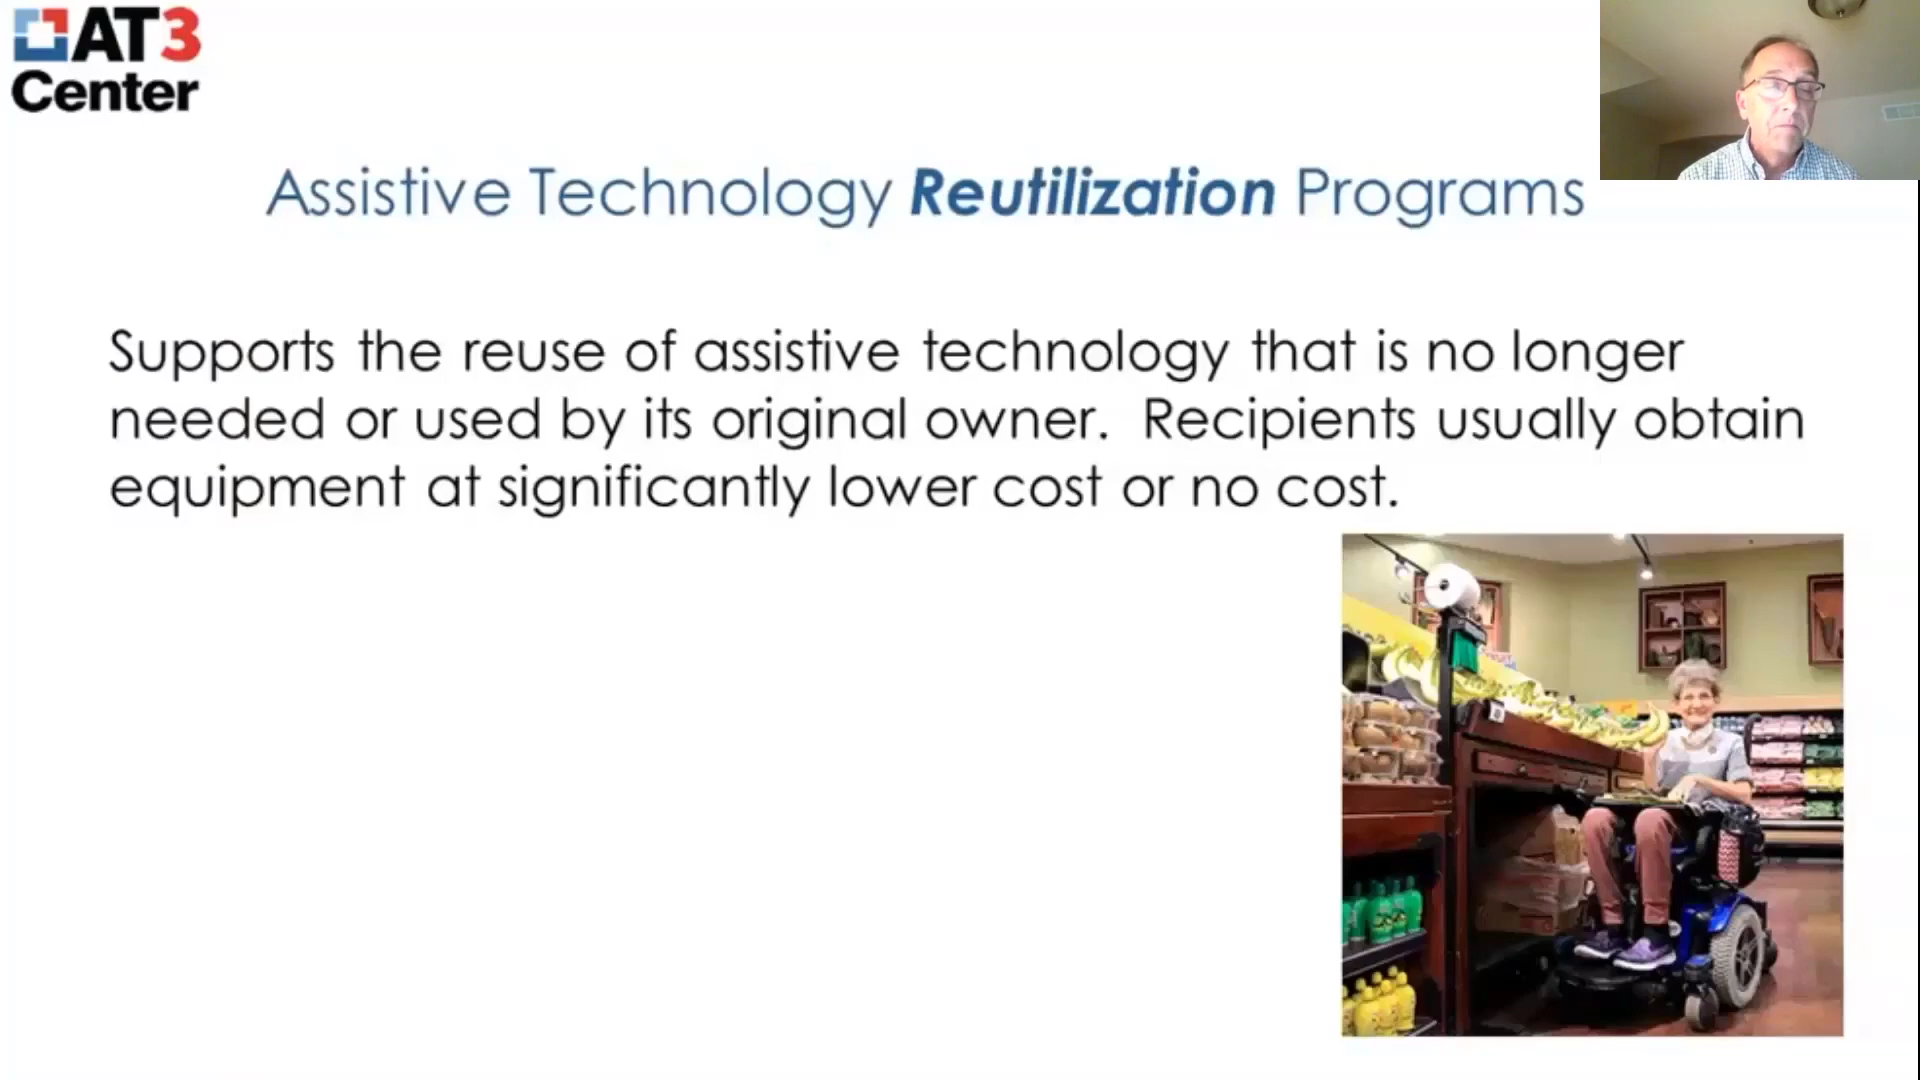 AT3
Center
Assistive Technology Reutilization Programs
Supports the reuse of assistive technology that is no longer
needed or used by its original owner.  Recipients usually obtain
equipment at significantly lower cost or no cost.